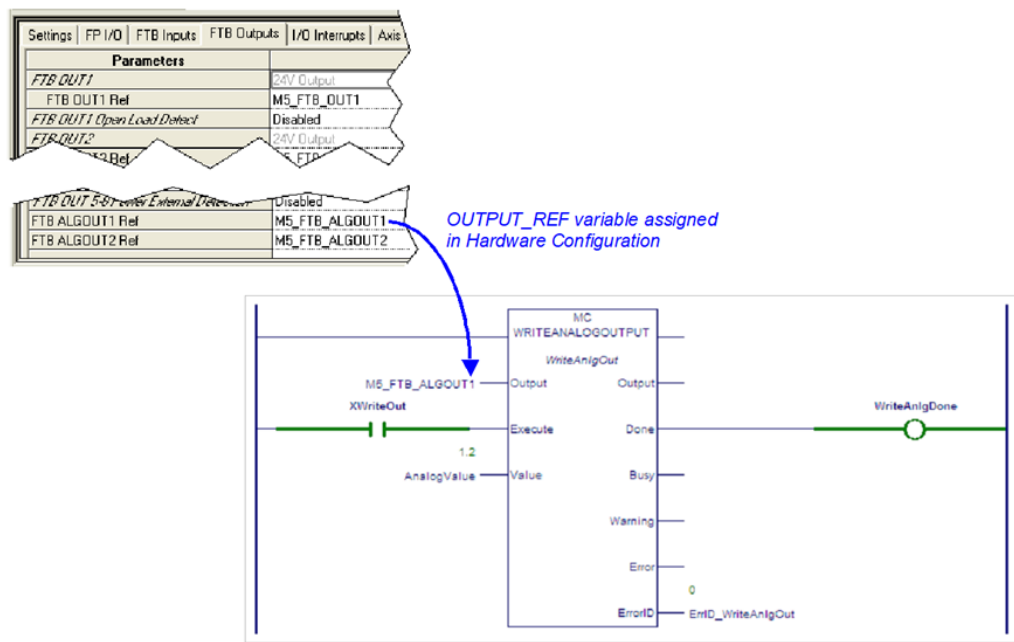 Settings FP I/O FTB Inputs FTB Outputs I/O Interrupts Axis
Parameters
FTB OUT1 24V Output
FTB OUT1 Ref M5_FTB_OUT1
FTB OUT1 Open Load Detect Disabled
FTB OUT2 24V Output
Disabled
FTB ALGOUT1 Ref M5_FTB_ALGOUT1
FTB ALGOUT2 Ref M5_FTB_ALGOUT2
OUTPUT_REF variable assigned
in Hardware Configuration
MC
WRITEANALOGOUTPUT
WriteAnlgOut
M5_FTB_ALGOUT1 Output Output
XWriteOut WriteAnlgDone
Execute Done
1.2
AnalogValue Value Busy
Warning
Error
0
ErrorID ErrID_WriteAnlgOut